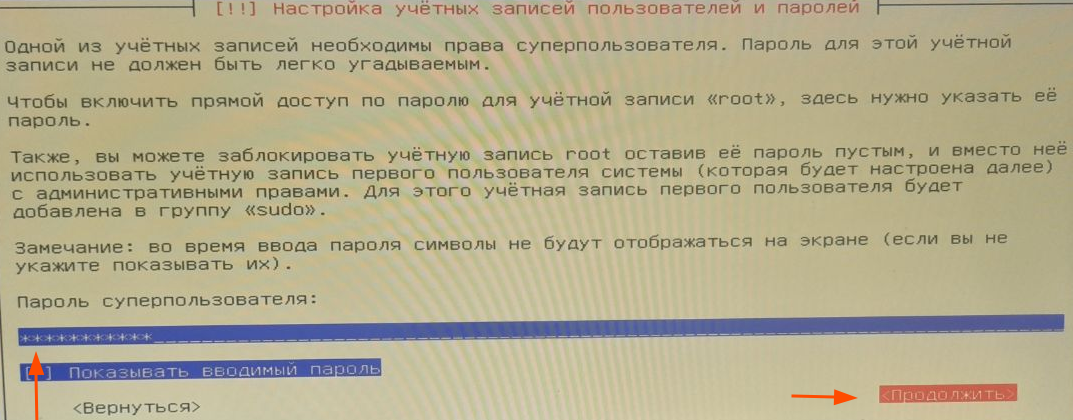 [!!] Настройка учётных записей пользователей и паролей
Одной из учётных записей необходимы права суперпользователя. Пароль для этой учётной
записи не должен быть легко угадываемым.
Чтобы включить прямой доступ по паролю для учётной записи «root», здесь нужно указать её
пароль.
Также, вы можете заблокировать учётную запись root оставив её пароль пустым, и вместо неё
использовать учётную запись первого пользователя системы (которая будет настроена далее)
с административными правами. Для этого учётная запись первого пользователя будет
добавлена в группу «sudo».
Замечание: во время ввода пароля символы не будут отображаться на экране (если вы не
укажите показывать их).
Пароль суперпользователя:
***********
[ ] Показывать вводимый пароль
<Вернуться> <Продолжить>